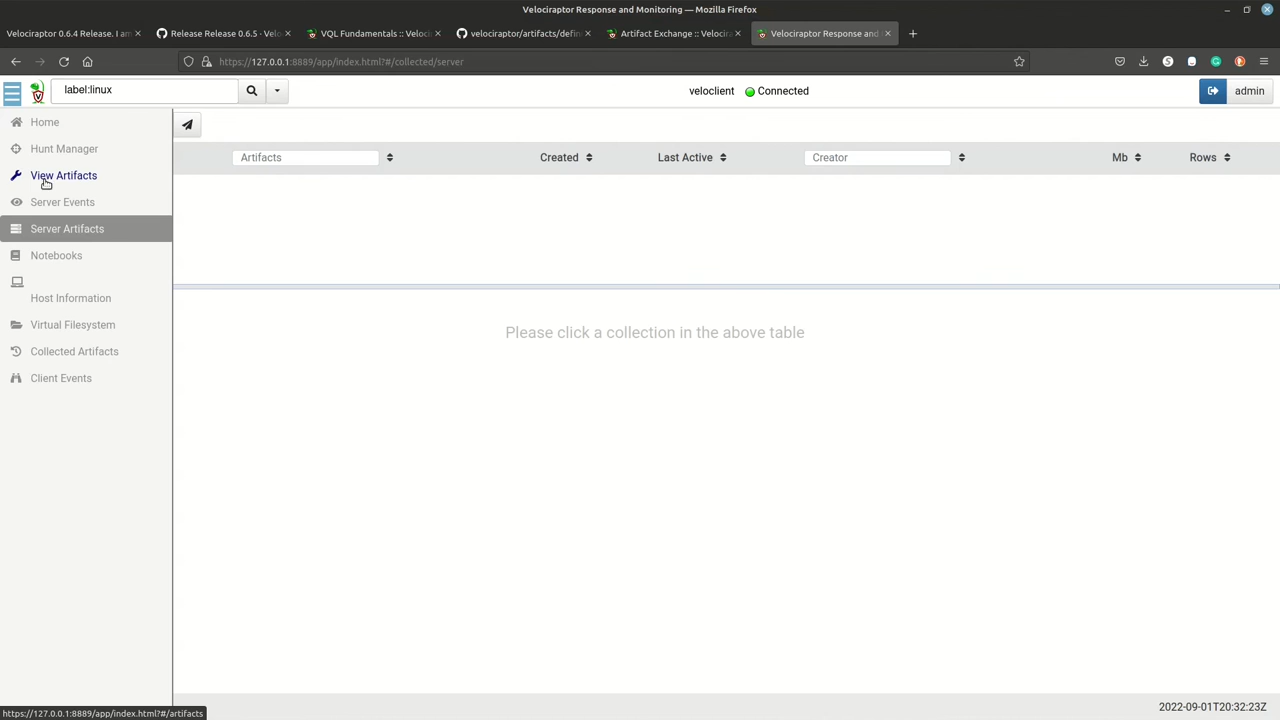 Velociraptor Response and Monitoring — Mozilla Firefox
Velociraptor 0.6.4 Release. I am
Release Release 0.6.5 · Velo
VQL Fundamentals :: Veloci
velociraptor/artifacts/defin
Artifact Exchange :: Velocira
Velociraptor Response and
https://127.0.0.1:8889/app/index.html?#/collected/server
label:linux
veloclient
Connected
admin
Home
Hunt Manager
View Artifacts
Server Events
Server Artifacts
Notebooks
Host Information
Virtual Filesystem
Collected Artifacts
Client Events
Artifacts
Created
Last Active
Creator
Mb
Rows
Please click a collection in the above table
https://127.0.0.1:8889/app/index.html?#/artifacts
2022-09-01T20:32:23Z